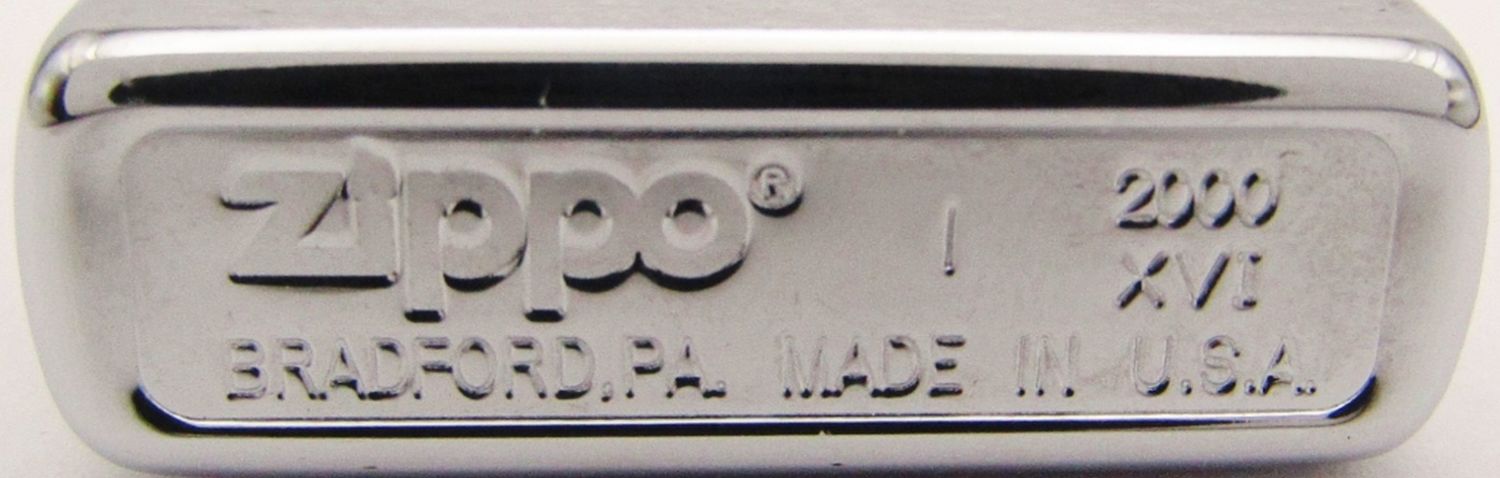 Zippo® | 2000
XVI
BRADFORD, PA. MADE IN U.S.A.